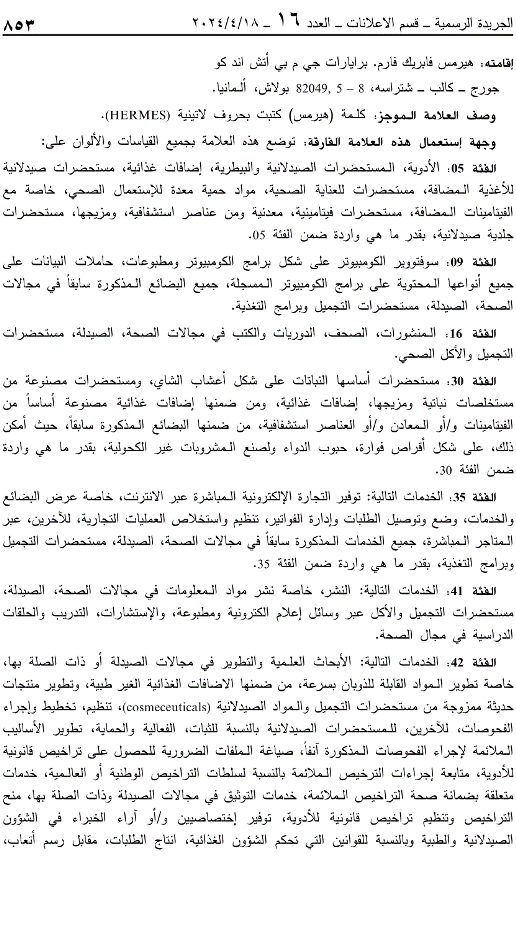 الجريدة الرسمية ــ قسم الاعلانات ــ العدد ١٦ ــ ٢٠٢٤/٤/١٨ ٨٥٣
إقامته: هيرمس فابريك فارم. برايارات جي م بي أتش اند كو
جورج ــ كالب ــ شتراسه، 8 – 5 ,82049 بولاش، ألمانيا.
وصف العلامة الموجز: كلمة (هيرمس) كتبت بحروف لاتينية (HERMES).
وجهة إستعمال هذه العلامة الفارقة: توضع هذه العلامة بجميع القياسات والألوان على:
الفئة 05: الأدوية، المستحضرات الصيدلانية والبيطرية، إضافات غذائية، مستحضرات صيدلانية
للأغذية المضافة، مستحضرات للعناية الصحية، مواد حمية معدة للإستعمال الصحي، خاصة مع
الفيتامينات المضافة، مستحضرات فيتامينية، معدنية ومن عناصر استشفافية، ومزيجها، مستحضرات
جلدية صيدلانية، بقدر ما هي واردة ضمن الفئة 05.
الفئة 09: سوفتووير الكومبيوتر على شكل برامج الكومبيوتر ومطبوعات، حاملات البيانات على
جميع أنواعها المحتوية على برامج الكومبيوتر المسجلة، جميع البضائع المذكورة سابقاً في مجالات
الصحة، الصيدلة، مستحضرات التجميل وبرامج التغذية.
الفئة 16: المنشورات، الصحف، الدوريات والكتب في مجالات الصحة، الصيدلة، مستحضرات
التجميل والأكل الصحي.
الفئة 30: مستحضرات أساسها النباتات على شكل أعشاب الشاي، ومستحضرات مصنوعة من
مستخلصات نباتية ومزيجها، إضافات غذائية، ومن ضمنها إضافات غذائية مصنوعة أساساً من
الفيتامينات و/أو المعادن و/أو العناصر استشفافية، من ضمنها البضائع المذكورة سابقاً، حيث أمكن
ذلك، على شكل أقراص فوارة، حبوب الدواء ولصنع المشروبات غير الكحولية، بقدر ما هي واردة
ضمن الفئة 30.
الفئة 35: الخدمات التالية: توفير التجارة الإلكترونية المباشرة عبر الانترنت، خاصة عرض البضائع
والخدمات، وضع وتوصيل الطلبات وإدارة الفواتير، تنظيم واستخلاص العمليات التجارية، للآخرين، عبر
المتاجر المباشرة، جميع الخدمات المذكورة سابقاً في مجالات الصحة، الصيدلة، مستحضرات التجميل
وبرامج التغذية، بقدر ما هي واردة ضمن الفئة 35.
الفئة 41: الخدمات التالية: النشر، خاصة نشر مواد المعلومات في مجالات الصحة، الصيدلة،
مستحضرات التجميل والأكل عبر وسائل إعلام الكترونية ومطبوعة، والإستشارات، التدريب والحلقات
الدراسية في مجال الصحة.
الفئة 42: الخدمات التالية: الأبحاث العلمية والتطوير في مجالات الصيدلة أو ذات الصلة بها،
خاصة تطوير المواد القابلة للذوبان بسرعة، من ضمنها الاضافات الغذائية الغير طبية، وتطوير منتجات
حديثة ممزوجة من مستحضرات التجميل والمواد الصيدلانية (cosmeceuticals)، تنظيم، تخطيط وإجراء
الفحوصات، للآخرين، للمستحضرات الصيدلانية بالنسبة للثبات، الفعالية والحماية، تطوير الأساليب
الملائمة لإجراء الفحوصات المذكورة آنفاً، صياغة الملفات الضرورية للحصول على تراخيص قانونية
للأدوية، متابعة إجراءات الترخيص الملائمة بالنسبة لسلطات التراخيص الوطنية أو العالمية، خدمات
متعلقة بضمانة صحة التراخيص الملائمة، خدمات التوثيق في مجالات الصيدلة وذات الصلة بها، منح
التراخيص وتنظيم تراخيص قانونية للأدوية، توفير إختصاصيين و/أو آراء الخبراء في الشؤون
الصيدلانية والطبية وبالنسبة للقوانين التي تحكم الشؤون الغذائية، انتاج الطلبات، مقابل رسم أتعاب،